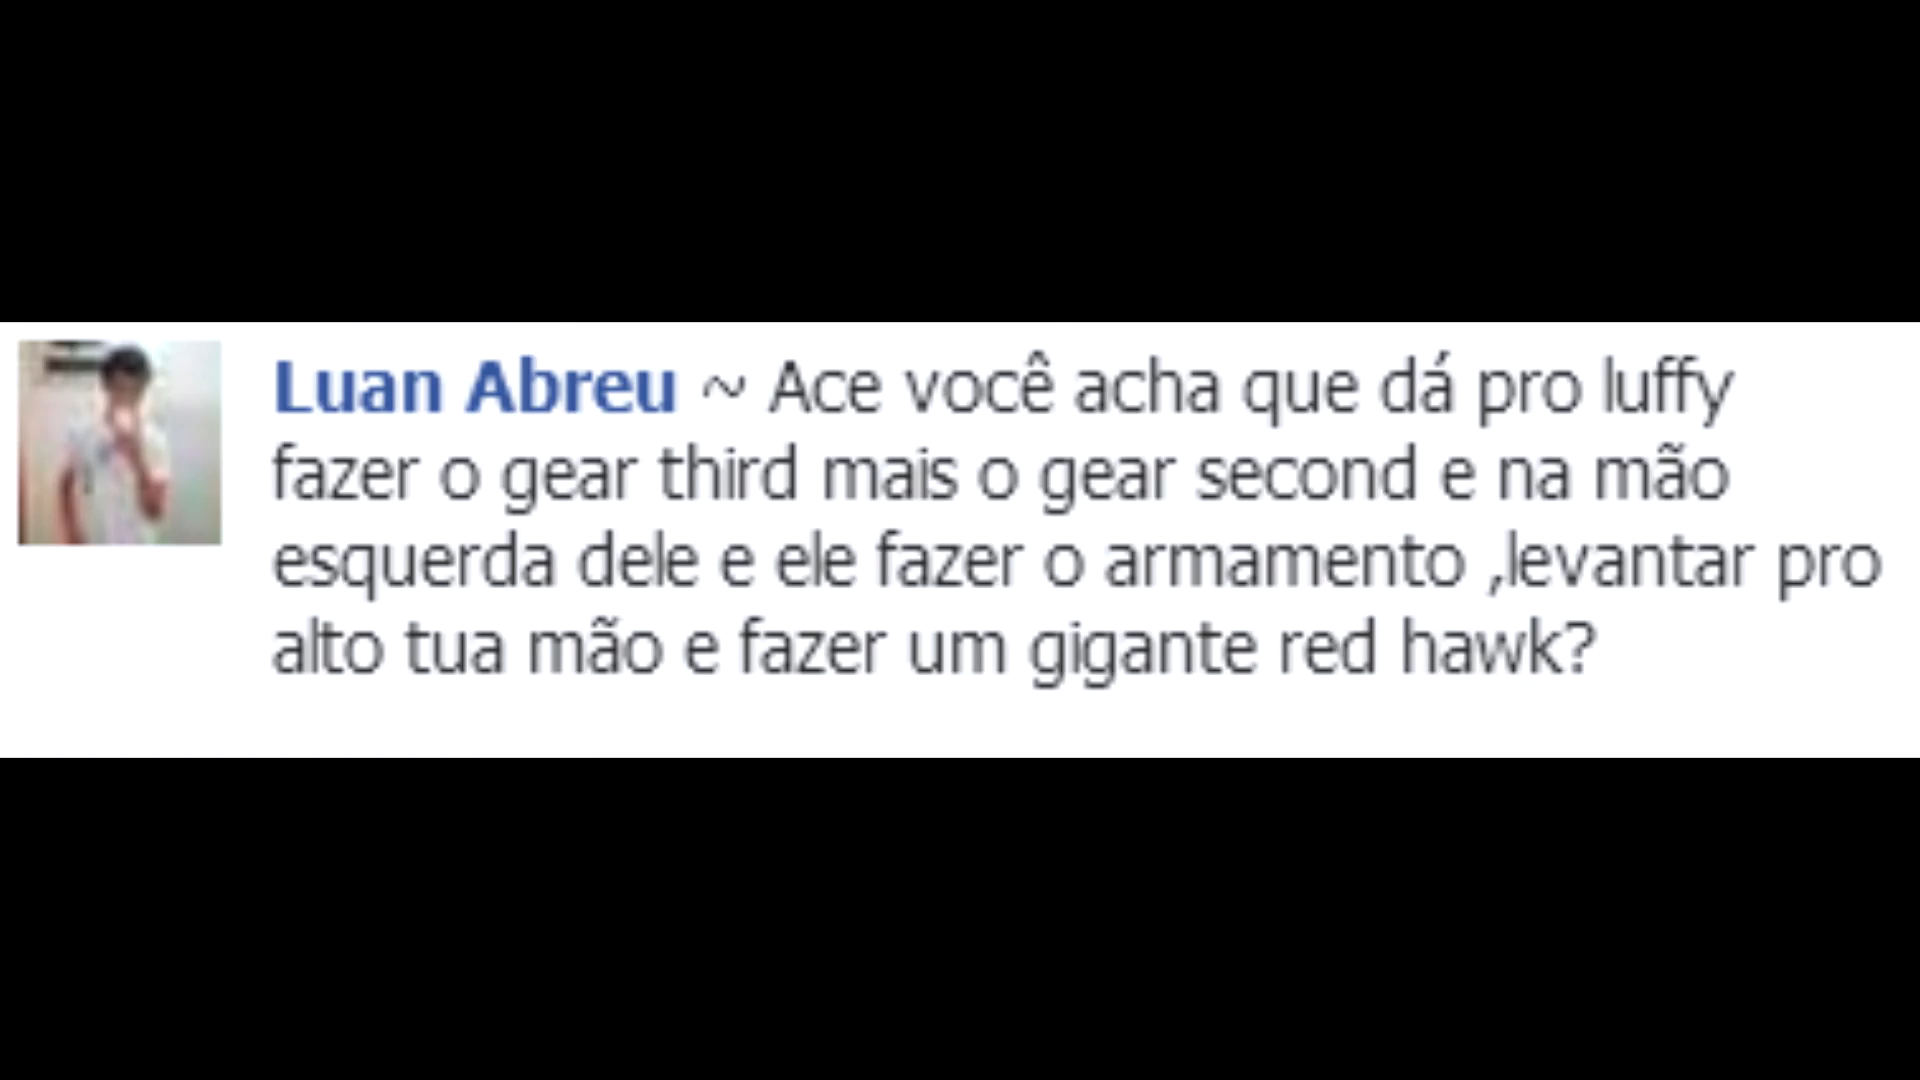 Luan Abreu ~ Ace você acha que dá pro luffy
fazer o gear third mais o gear second e na mão
esquerda dele e ele fazer o armamento ,levantar pro
alto tua mão e fazer um gigante red hawk?